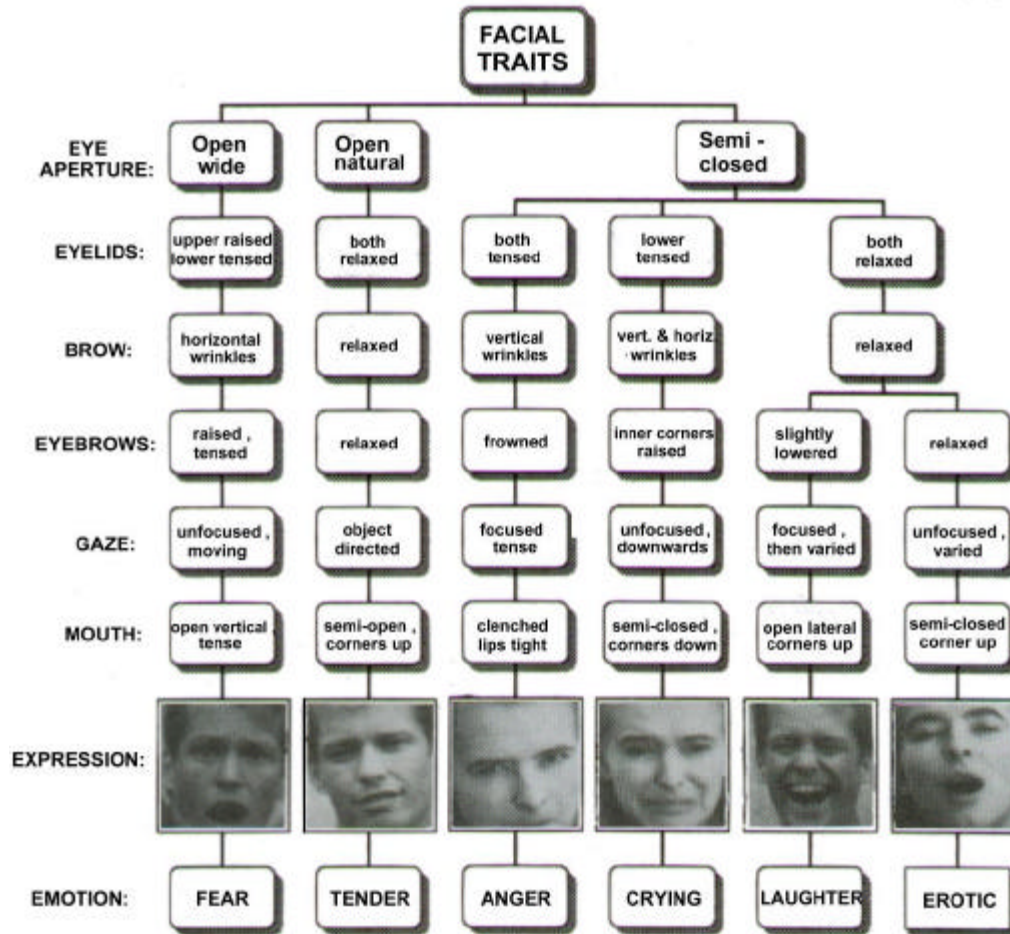 FACIAL
TRAITS
EYE
APERTURE:
Open
wide
Open
natural
Semi -
closed
EYELIDS:
upper raised
lower tensed
both
relaxed
both
tensed
lower
tensed
both
relaxed
BROW:
horizontal
wrinkles
relaxed
vertical
wrinkles
vert. & horiz.
wrinkles
relaxed
EYEBROWS:
raised ,
tensed
relaxed
frowned
inner corners
raised
slightly
lowered
relaxed
GAZE:
unfocused ,
moving
object
directed
focused
tense
unfocused ,
downwards
focused ,
then varied
unfocused ,
varied
MOUTH:
open vertical ,
tense
semi-open ,
corners up
clenched
lips tight
semi-closed ,
corners down
open lateral
corners up
semi-closed
corner up
EXPRESSION:
EMOTION:
FEAR
TENDER
ANGER
CRYING
LAUGHTER
EROTIC